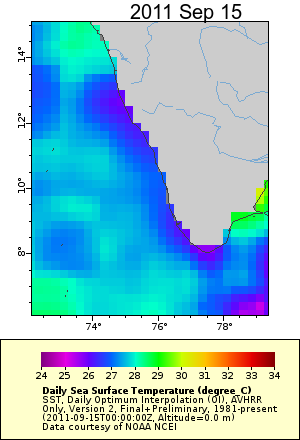 2011 Sep 15
14°
12°
10°
8°
74° 76° 78°
24 25 26 27 28 29 30 31 32 33 34
Daily Sea Surface Temperature (degree_C)
SST, Daily Optimum Interpolation (OI), AVHRR
Only, Version 2, Final+Preliminary, 1981-present
(2011-09-15T00:00:00Z, Altitude=0.0 m)
Data courtesy of NOAA NCEI